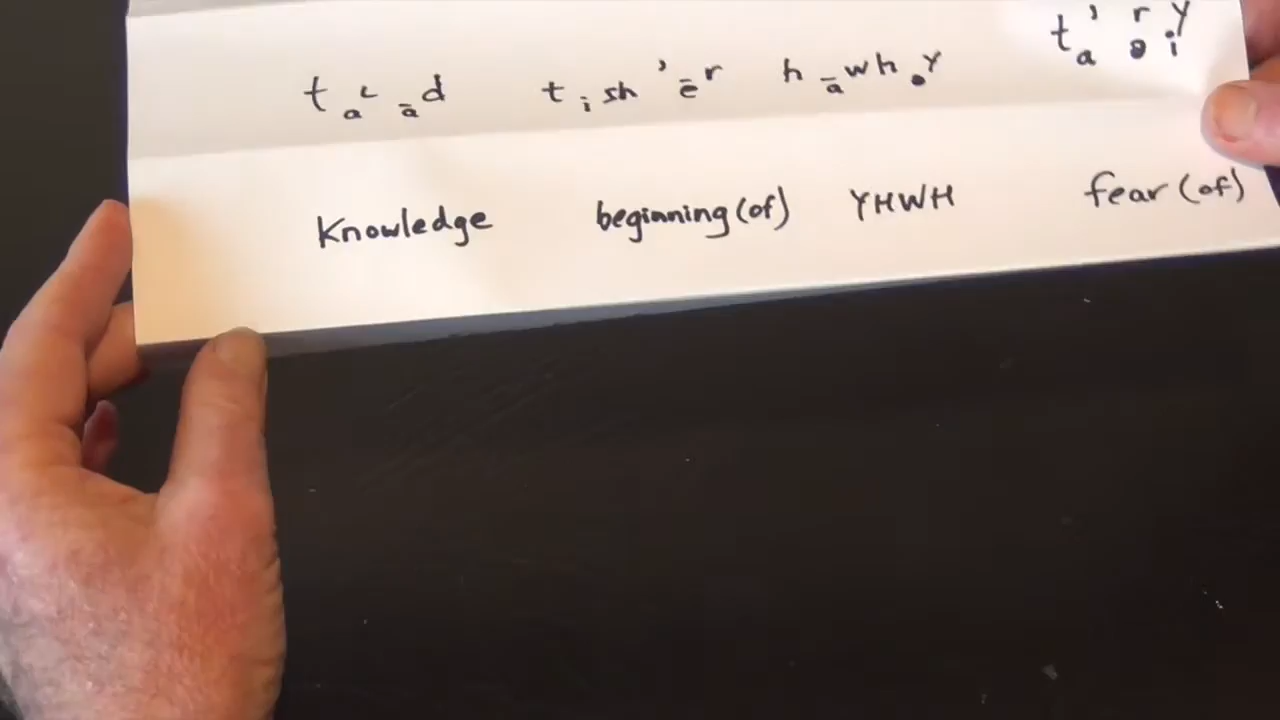 t a ʿ ā d t i sh ' ē r h ā w h ə y t a ' r i y
Knowledge beginning (of) YHWH fear (of)